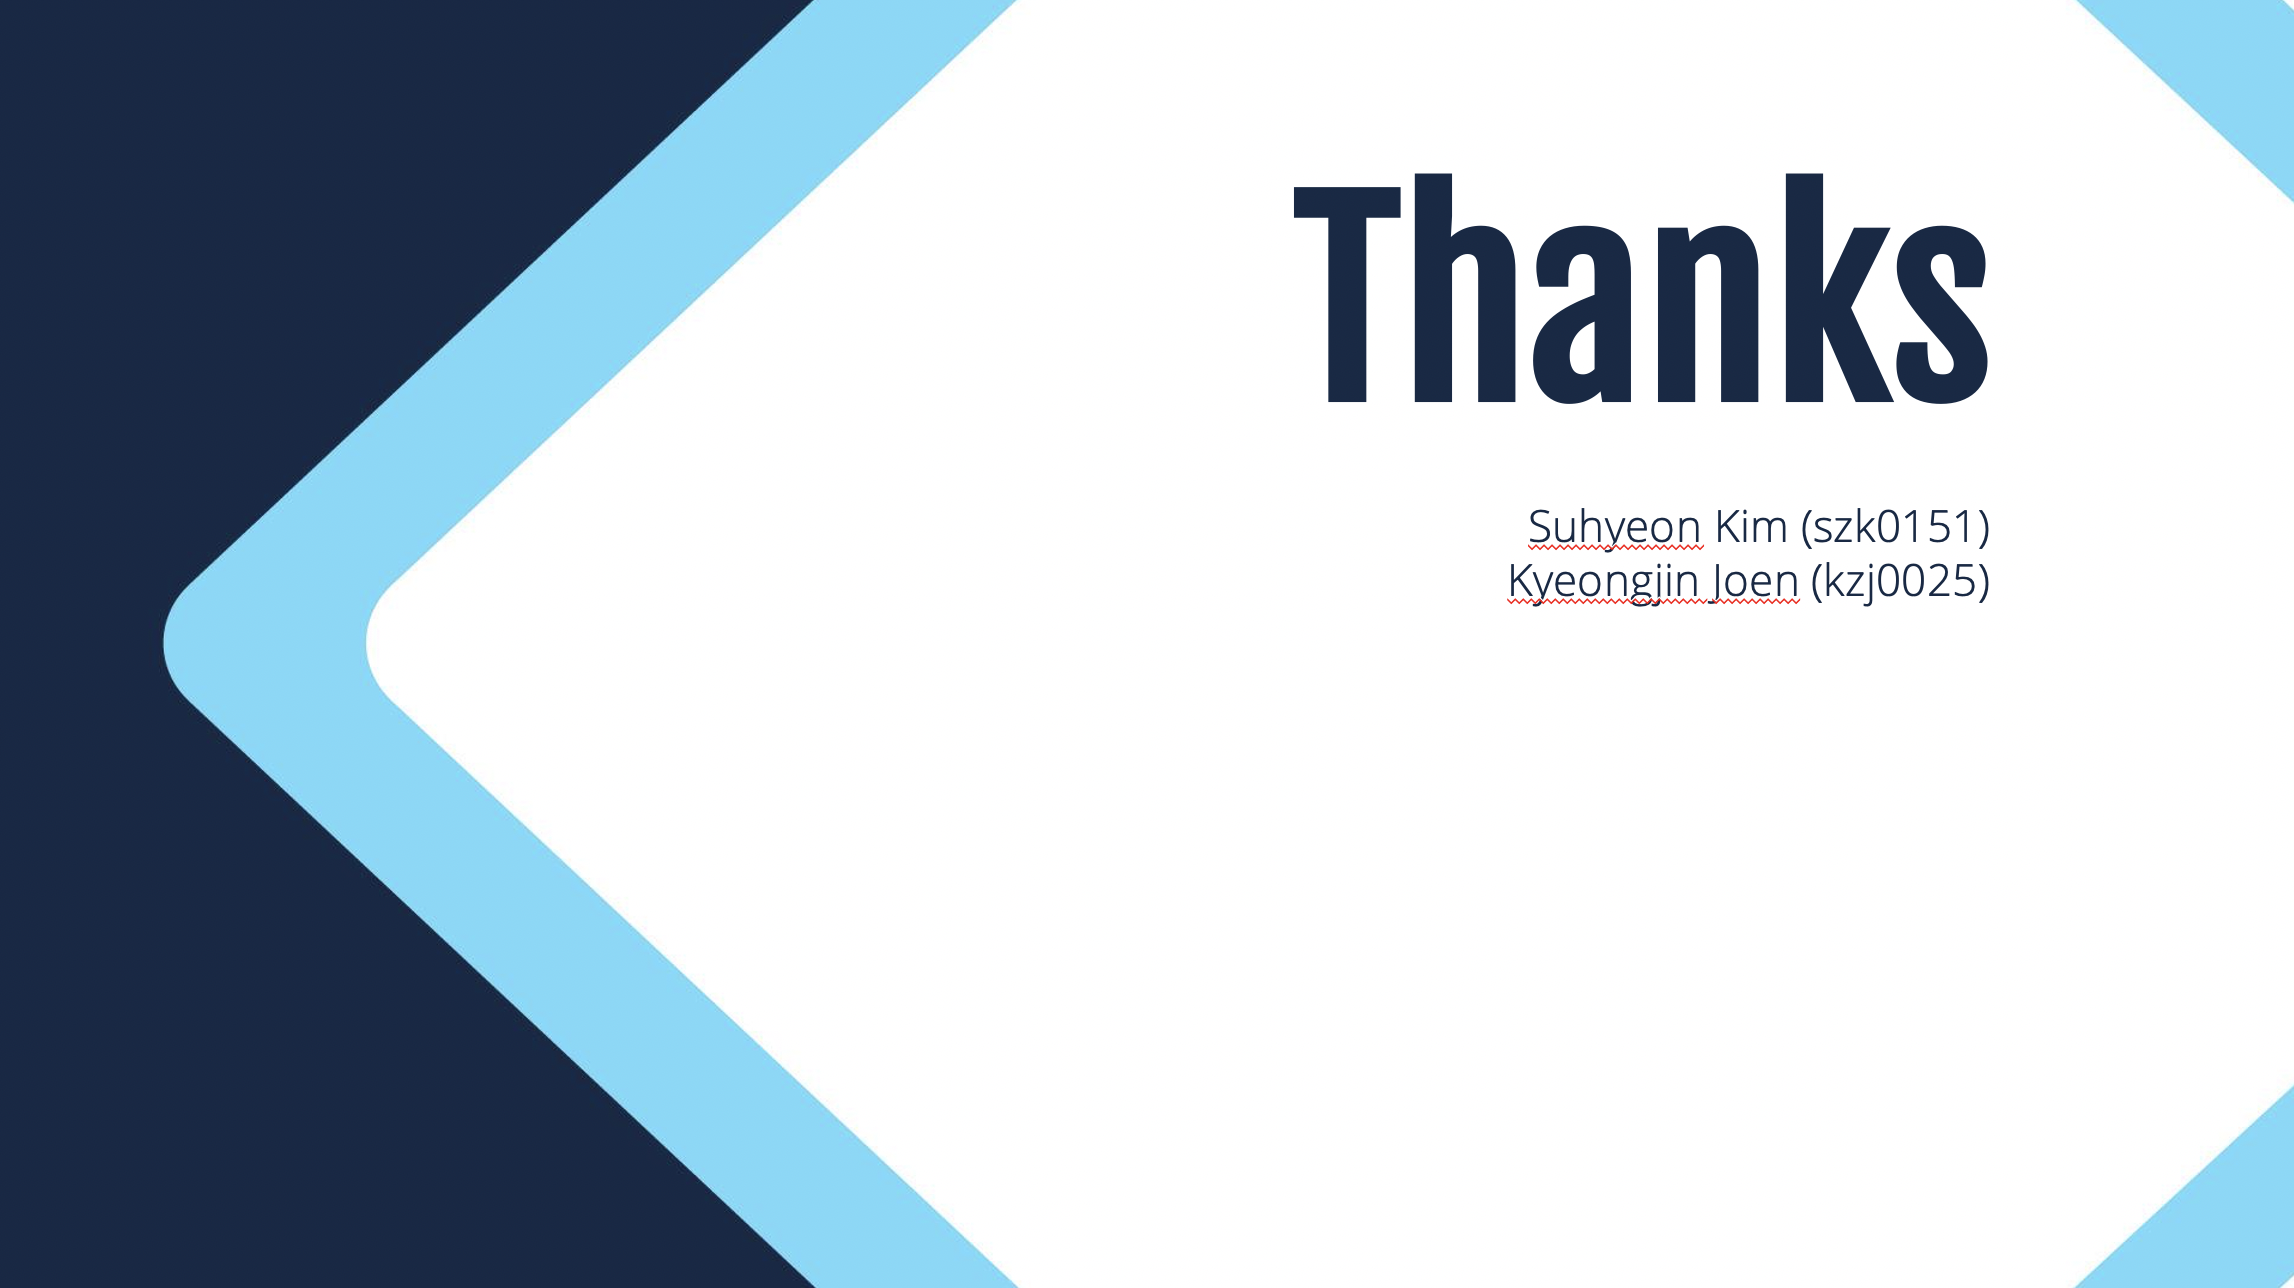 Thanks
Suhyeon Kim (szk0151)
Kyeongjin Joen (kzj0025)